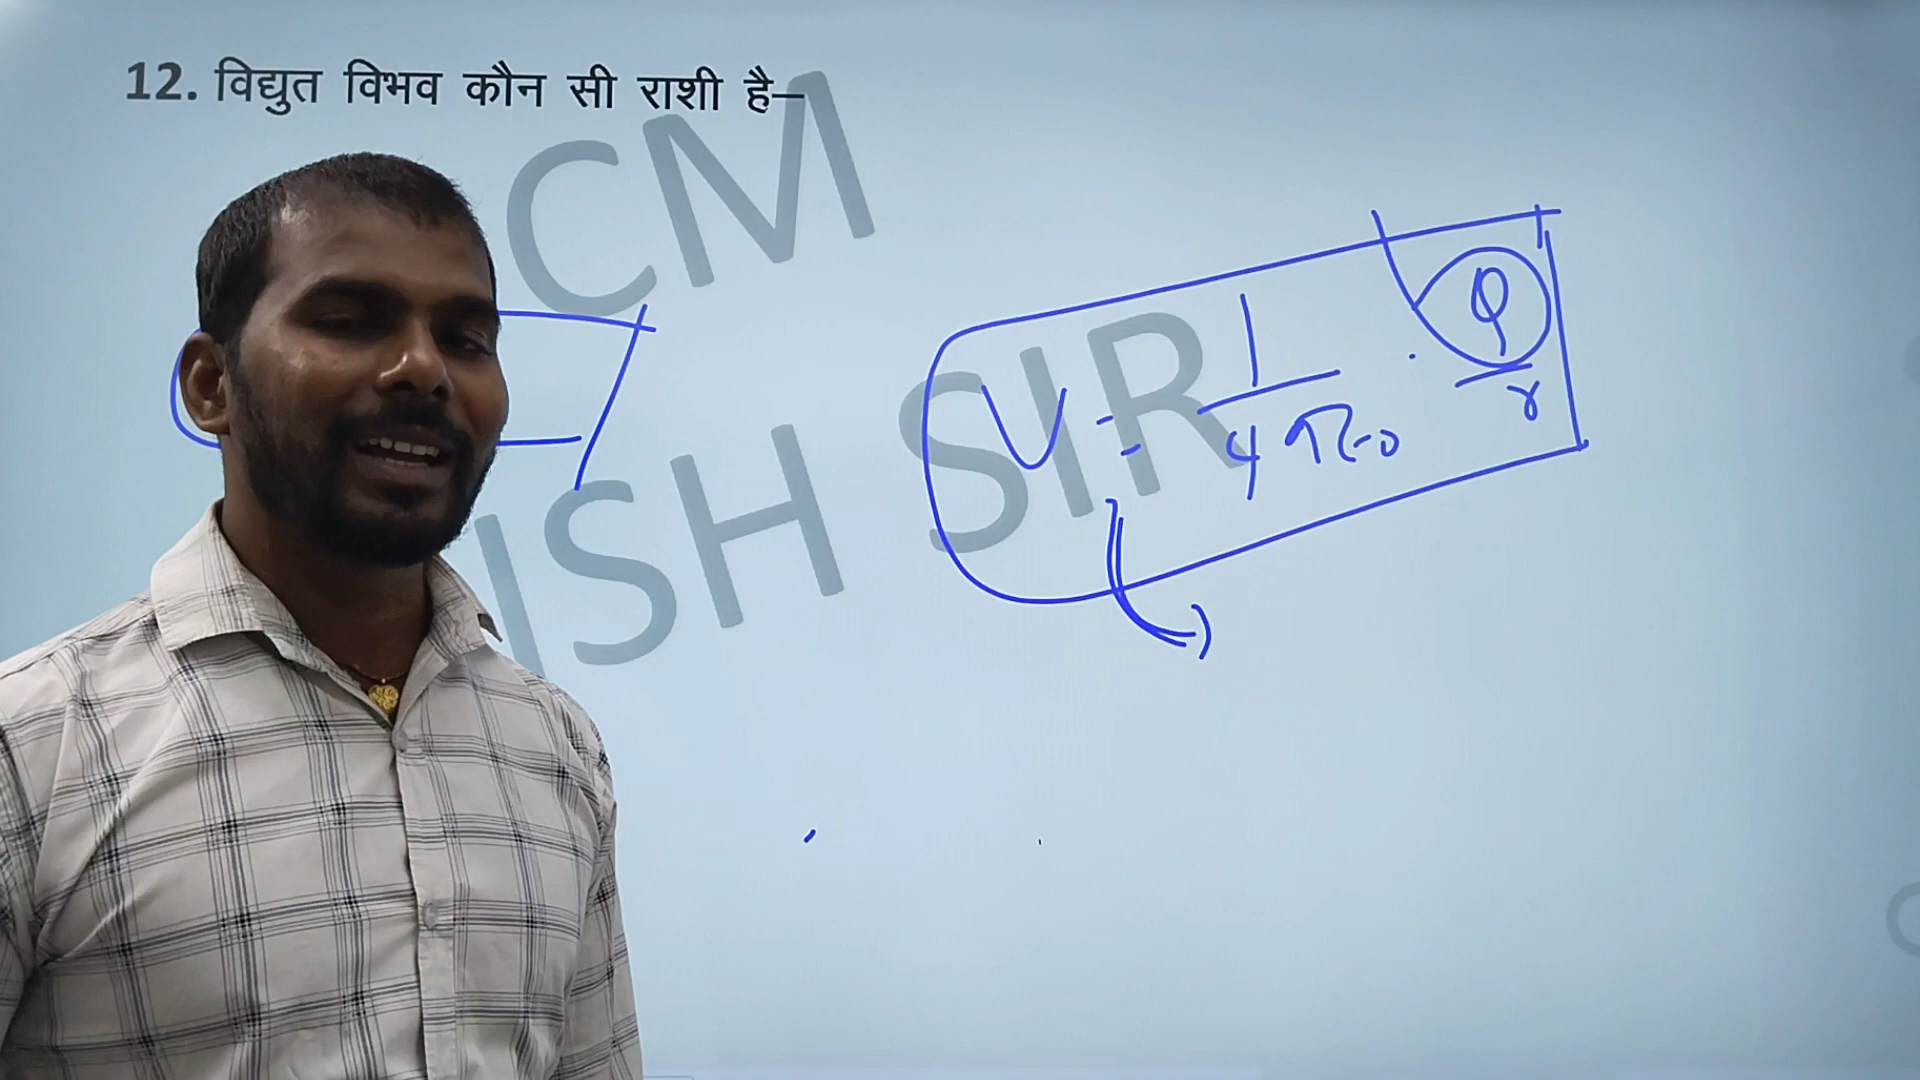 12. विद्युत विभव कौन सी राशी है–
CM
ISH SIR
V = 1/4πε0 . Q/r